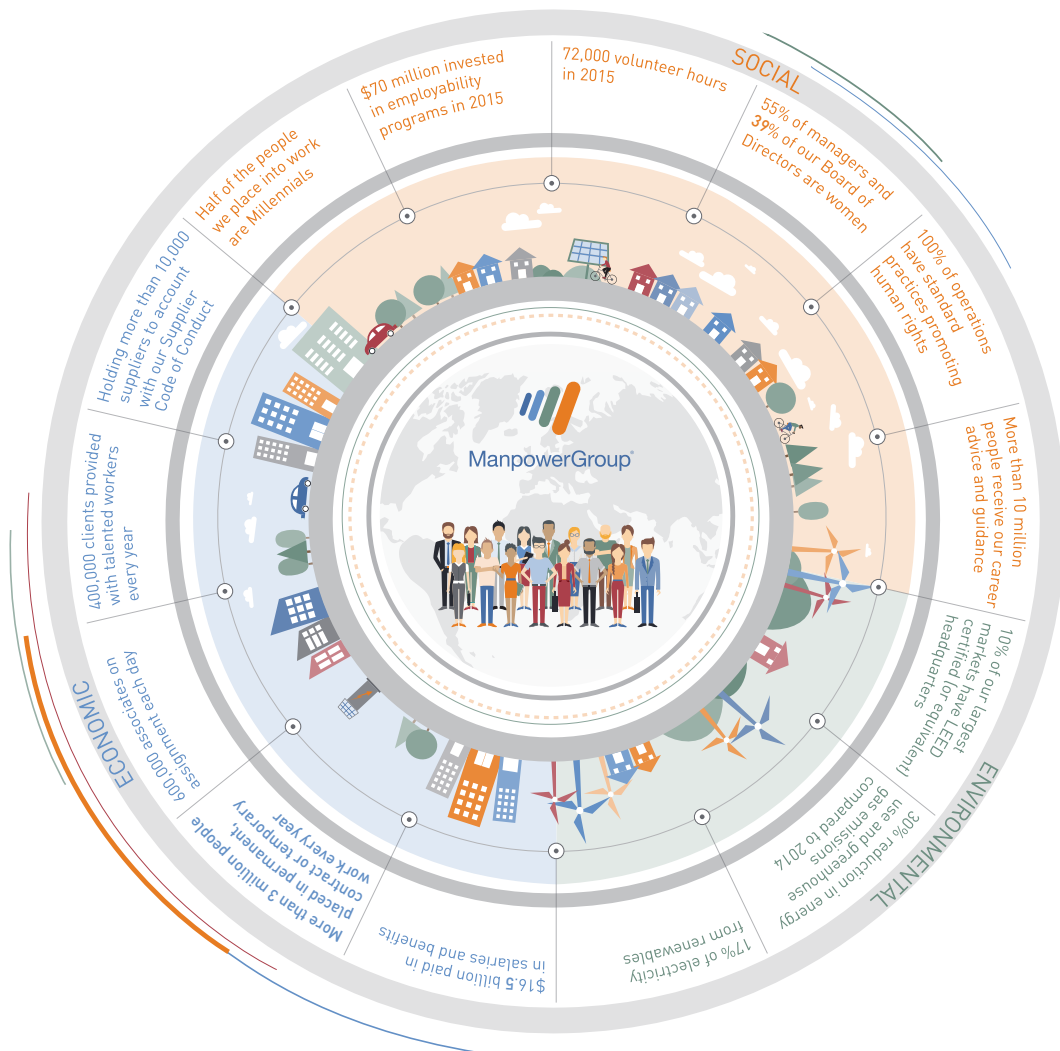 SOCIAL
72,000 volunteer hours
in 2015
55% of managers and
39% of our Board of
Directors are women
100% of operations
have standard
practices promoting
human rights
More than 10 million
people receive our career
advice and guidance
ENVIRONMENTAL
10% of our largest
markets have LEED
certified (or equivalent)
headquarters
30% reduction in energy
use and greenhouse
gas emissions
compared to 2014
17% of electricity
from renewables
$16.5 billion paid in
in salaries and benefits
ECONOMIC
More than 3 million people
placed in permanent,
contract or temporary
work every year
600,000 associates on
assignment each day
400,000 clients provided
with talented workers
every year
Holding more than 10,000
suppliers to account
with our Supplier
Code of Conduct
Half of the people
we place into work
are Millennials
$70 million invested
in employability
programs in 2015
ManpowerGroup®